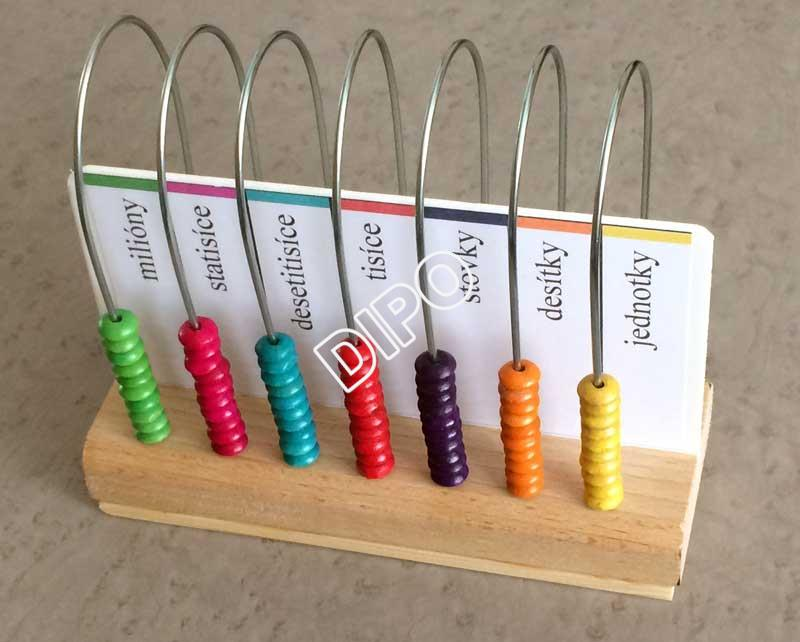 milióny
statisíce
desetitisíce
tisíce
stovky
desítky
jednotky
DIPO